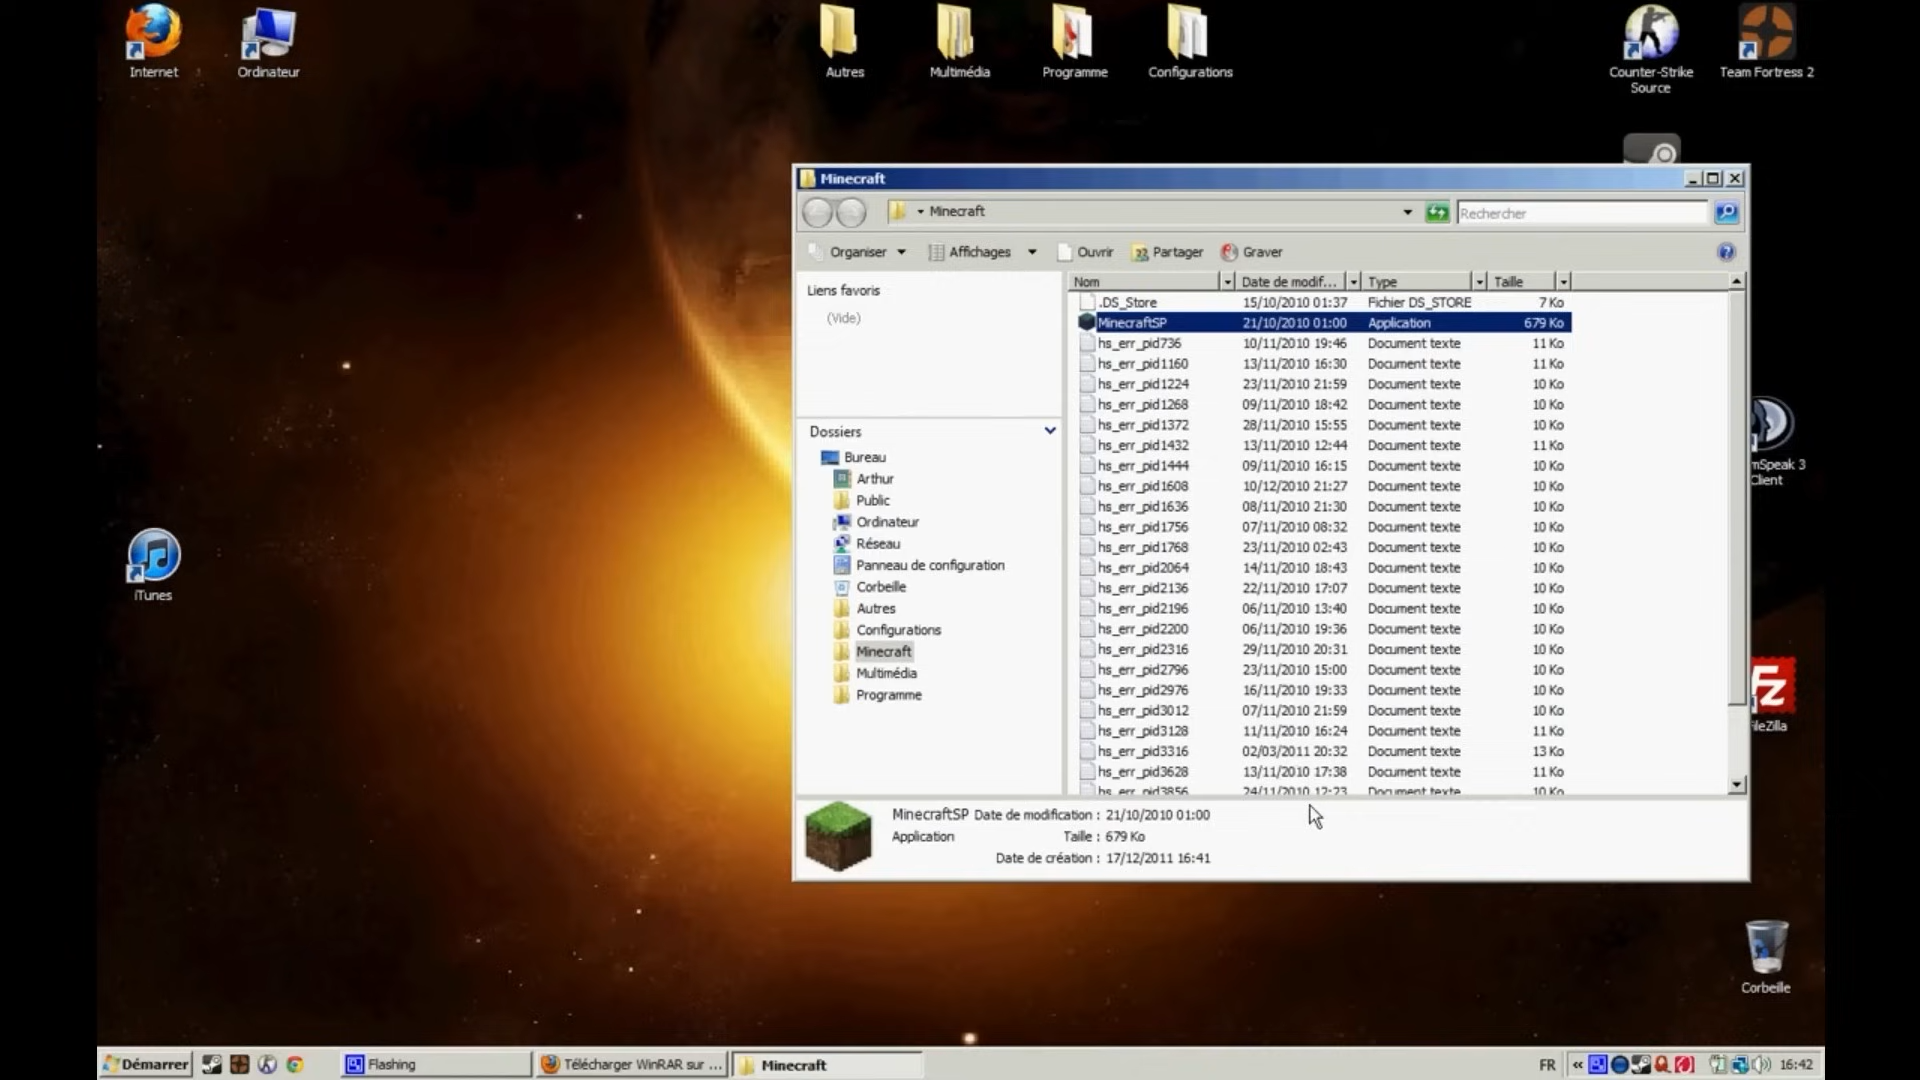 Internet
Ordinateur
Autres
Multimédia
Programme
Configurations
Counter-Strike
Source
Team Fortress 2
iTunes
Minecraft
Minecraft
Rechercher
Organiser
Affichages
Ouvrir
Partager
Graver
Liens favoris
(Vide)
Dossiers
Bureau
Arthur
Public
Ordinateur
Réseau
Panneau de configuration
Corbeille
Autres
Configurations
Minecraft
Multimédia
Programme
Nom Date de modif... Type Taille
.DS_Store 15/10/2010 01:37 Fichier DS_STORE 7 Ko
MinecraftSP 21/10/2010 01:00 Application 679 Ko
hs_err_pid736 10/11/2010 19:46 Document texte 11 Ko
hs_err_pid1160 13/11/2010 16:30 Document texte 11 Ko
hs_err_pid1224 23/11/2010 21:59 Document texte 10 Ko
hs_err_pid1268 09/11/2010 18:42 Document texte 10 Ko
hs_err_pid1372 28/11/2010 15:55 Document texte 10 Ko
hs_err_pid1432 13/11/2010 12:44 Document texte 11 Ko
hs_err_pid1444 09/11/2010 16:15 Document texte 10 Ko
hs_err_pid1608 10/12/2010 21:27 Document texte 10 Ko
hs_err_pid1636 08/11/2010 21:30 Document texte 10 Ko
hs_err_pid1756 07/11/2010 08:32 Document texte 10 Ko
hs_err_pid1768 23/11/2010 02:43 Document texte 10 Ko
hs_err_pid2064 14/11/2010 18:43 Document texte 10 Ko
hs_err_pid2136 22/11/2010 17:07 Document texte 10 Ko
hs_err_pid2196 06/11/2010 13:40 Document texte 10 Ko
hs_err_pid2200 06/11/2010 19:36 Document texte 10 Ko
hs_err_pid2316 29/11/2010 20:31 Document texte 10 Ko
hs_err_pid2796 23/11/2010 15:00 Document texte 10 Ko
hs_err_pid2976 16/11/2010 19:33 Document texte 10 Ko
hs_err_pid3012 07/11/2010 21:59 Document texte 10 Ko
hs_err_pid3128 11/11/2010 16:24 Document texte 11 Ko
hs_err_pid3316 02/03/2011 20:32 Document texte 13 Ko
hs_err_pid3628 13/11/2010 17:38 Document texte 11 Ko
hs_err_pid3856 24/11/2010 12:23 Document texte 10 Ko
MinecraftSP Date de modification : 21/10/2010 01:00
Application Taille : 679 Ko
Date de création : 17/12/2011 16:41
mSpeak 3
Client
FZ
ileZilla
Corbeille
Démarrer
Flashing
Télécharger WinRAR sur ...
Minecraft
FR
«
16:42